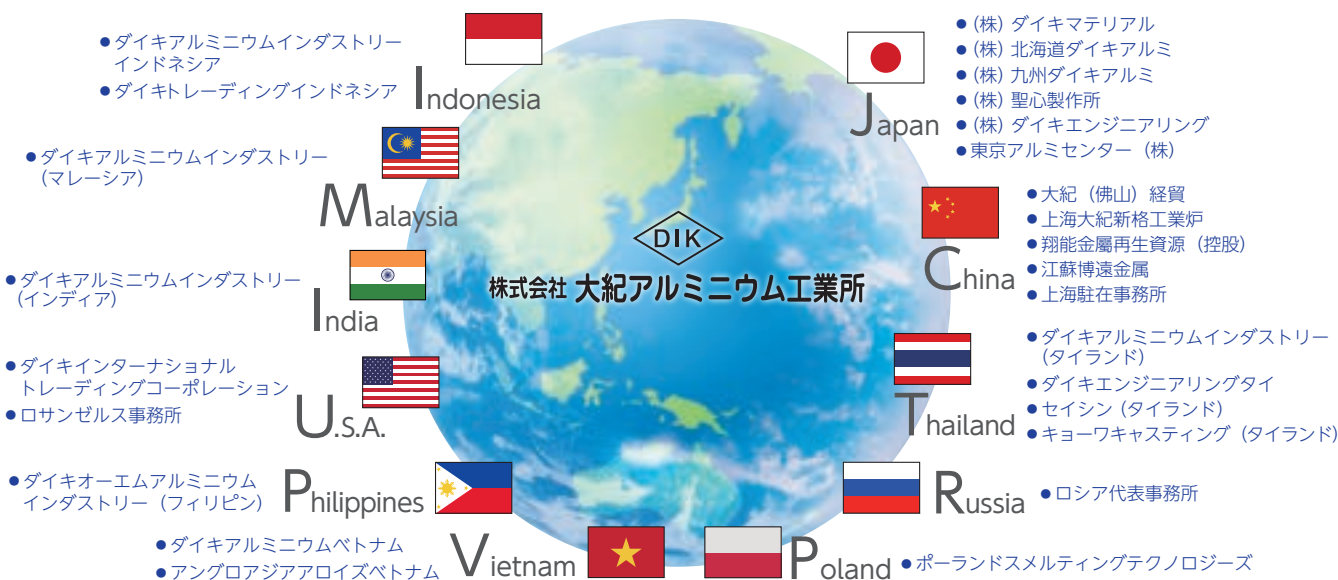 ●ダイキアルミニウムインダストリー
インドネシア
●ダイキトレーディングインドネシア
Indonesia
●ダイキアルミニウムインダストリー
(マレーシア)
Malaysia
●ダイキアルミニウムインダストリー
(インディア)
India
●ダイキインターナショナル
トレーディングコーポレーション
●ロサンゼルス事務所
U.S.A.
●ダイキオーエムアルミニウム
インダストリー（フィリピン）
Philippines
●ダイキアルミニウムベトナム
●アングロアジアアロイズベトナム
Vietnam
DIK
株式会社 大紀アルミニウム工業所
Japan
●(株) ダイキマテリアル
●(株) 北海道ダイキアルミ
●(株) 九州ダイキアルミ
●(株) 聖心製作所
●(株) ダイキエンジニアリング
●東京アルミセンター（株）
China
●大紀（佛山）経貿
●上海大紀新格工業炉
●翔能金屬再生資源（控股）
●江蘇博遠金属
●上海駐在事務所
Thailand
●ダイキアルミニウムインダストリー
(タイランド)
●ダイキエンジニアリングタイ
●セイシン（タイランド）
●キョーワキャスティング（タイランド）
Russia
●ロシア代表事務所
Poland
●ポーランドスメルティングテクノロジーズ